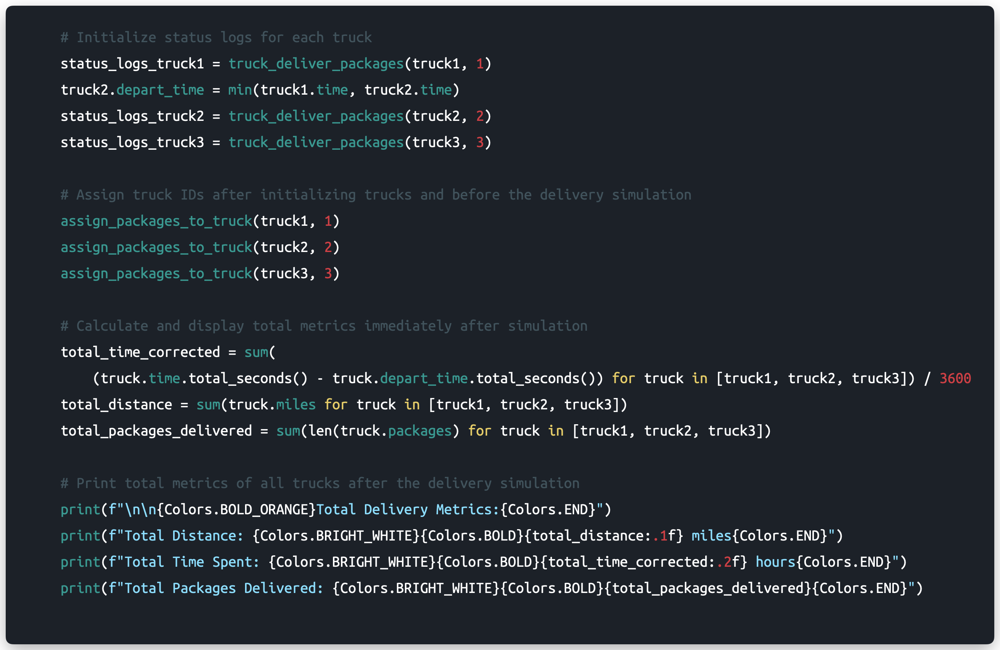 # Initialize status logs for each truck
status_logs_truck1 = truck_deliver_packages(truck1, 1)
truck2.depart_time = min(truck1.time, truck2.time)
status_logs_truck2 = truck_deliver_packages(truck2, 2)
status_logs_truck3 = truck_deliver_packages(truck3, 3)
# Assign truck IDs after initializing trucks and before the delivery simulation
assign_packages_to_truck(truck1, 1)
assign_packages_to_truck(truck2, 2)
assign_packages_to_truck(truck3, 3)
# Calculate and display total metrics immediately after simulation
total_time_corrected = sum(
    (truck.time.total_seconds() - truck.depart_time.total_seconds()) for truck in [truck1, truck2, truck3]) / 3600
total_distance = sum(truck.miles for truck in [truck1, truck2, truck3])
total_packages_delivered = sum(len(truck.packages) for truck in [truck1, truck2, truck3])
# Print total metrics of all trucks after the delivery simulation
print(f"\n\n{Colors.BOLD_ORANGE}Total Delivery Metrics:{Colors.END}")
print(f"Total Distance: {Colors.BRIGHT_WHITE}{Colors.BOLD}{total_distance:.1f} miles{Colors.END}")
print(f"Total Time Spent: {Colors.BRIGHT_WHITE}{Colors.BOLD}{total_time_corrected:.2f} hours{Colors.END}")
print(f"Total Packages Delivered: {Colors.BRIGHT_WHITE}{Colors.BOLD}{total_packages_delivered}{Colors.END}")